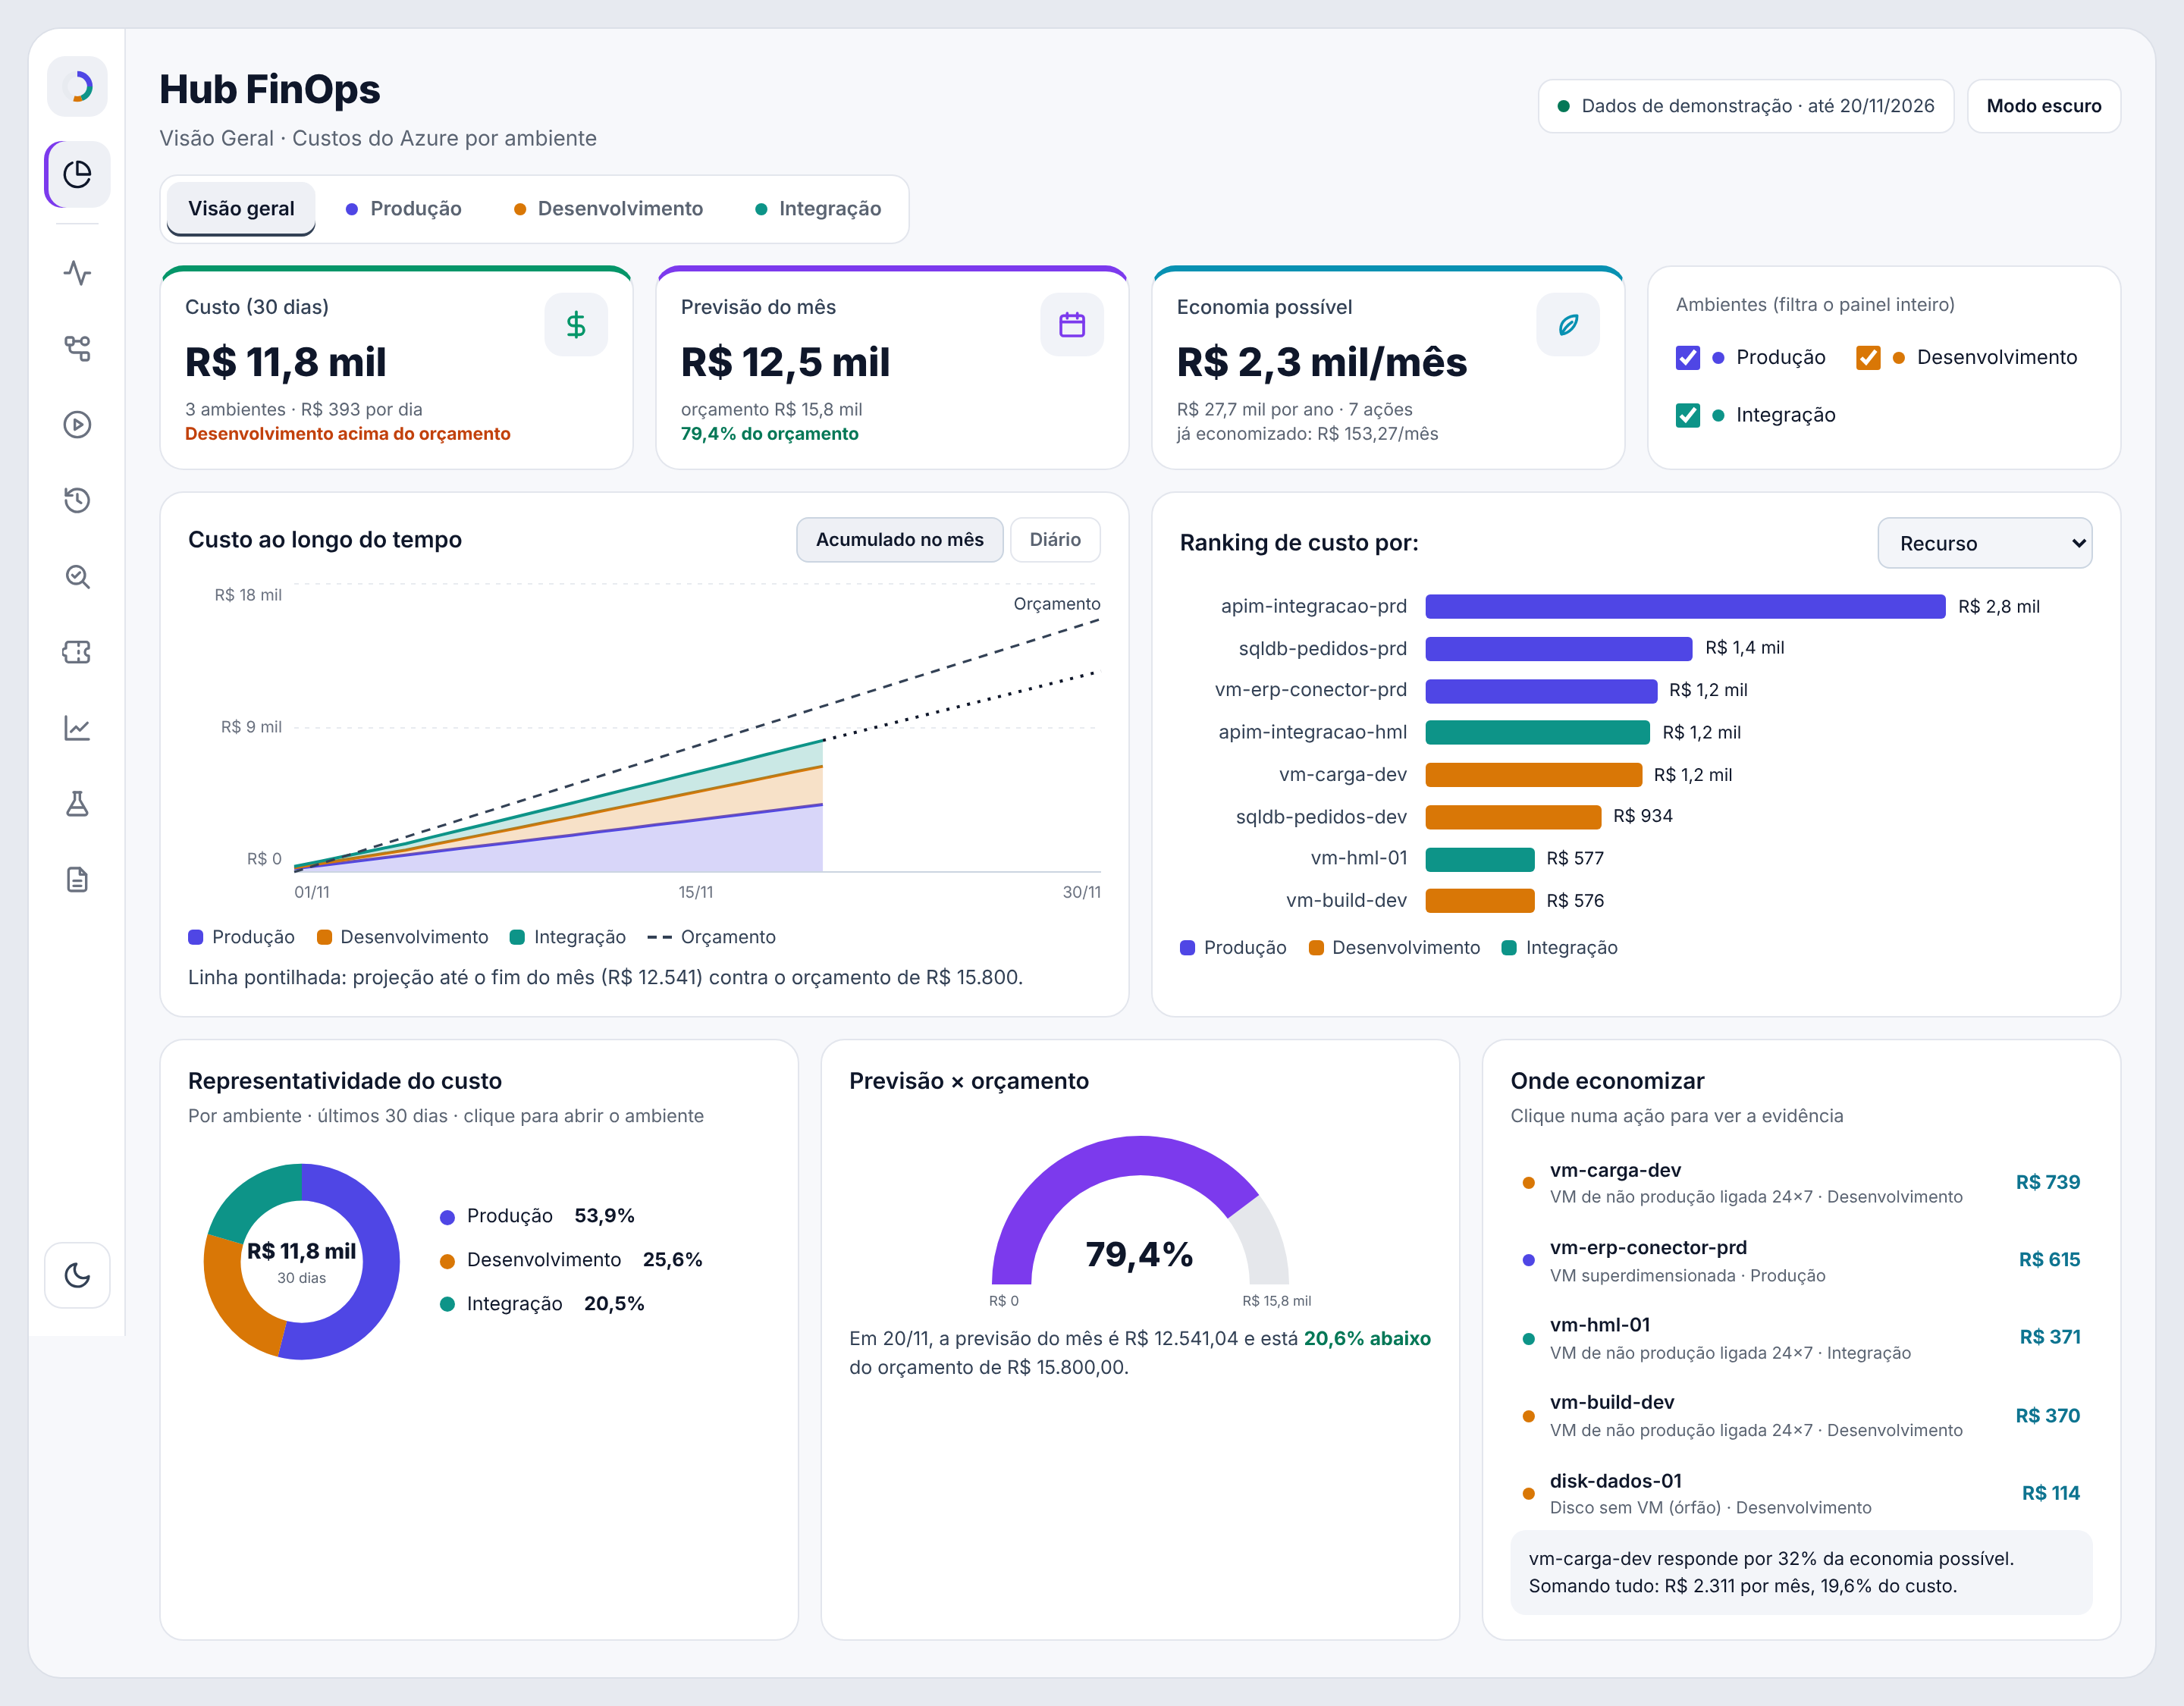 Hub FinOps
Visão Geral · Custos do Azure por ambiente
Dados de demonstração · até 20/11/2026
Modo escuro
Visão geral
Produção
Desenvolvimento
Integração
Custo (30 dias)
R$ 11,8 mil
3 ambientes · R$ 393 por dia
Desenvolvimento acima do orçamento
Previsão do mês
R$ 12,5 mil
orçamento R$ 15,8 mil
79,4% do orçamento
Economia possível
R$ 2,3 mil/mês
R$ 27,7 mil por ano · 7 ações
já economizado: R$ 153,27/mês
Ambientes (filtra o painel inteiro)
Produção
Desenvolvimento
Integração
Custo ao longo do tempo
Acumulado no mês
Diário
R$ 18 mil
Orçamento
R$ 9 mil
R$ 0
01/11
15/11
30/11
Produção
Desenvolvimento
Integração
Orçamento
Linha pontilhada: projeção até o fim do mês (R$ 12.541) contra o orçamento de R$ 15.800.
Ranking de custo por:
Recurso
apim-integracao-prd R$ 2,8 mil
sqldb-pedidos-prd R$ 1,4 mil
vm-erp-conector-prd R$ 1,2 mil
apim-integracao-hml R$ 1,2 mil
vm-carga-dev R$ 1,2 mil
sqldb-pedidos-dev R$ 934
vm-hml-01 R$ 577
vm-build-dev R$ 576
Produção
Desenvolvimento
Integração
Representatividade do custo
Por ambiente · últimos 30 dias · clique para abrir o ambiente
R$ 11,8 mil
30 dias
Produção 53,9%
Desenvolvimento 25,6%
Integração 20,5%
Previsão × orçamento
79,4%
R$ 0
R$ 15,8 mil
Em 20/11, a previsão do mês é R$ 12.541,04 e está 20,6% abaixo
do orçamento de R$ 15.800,00.
Onde economizar
Clique numa ação para ver a evidência
vm-carga-dev
VM de não produção ligada 24×7 · Desenvolvimento
R$ 739
vm-erp-conector-prd
VM superdimensionada · Produção
R$ 615
vm-hml-01
VM de não produção ligada 24×7 · Integração
R$ 371
vm-build-dev
VM de não produção ligada 24×7 · Desenvolvimento
R$ 370
disk-dados-01
Disco sem VM (órfão) · Desenvolvimento
R$ 114
vm-carga-dev responde por 32% da economia possível.
Somando tudo: R$ 2.311 por mês, 19,6% do custo.